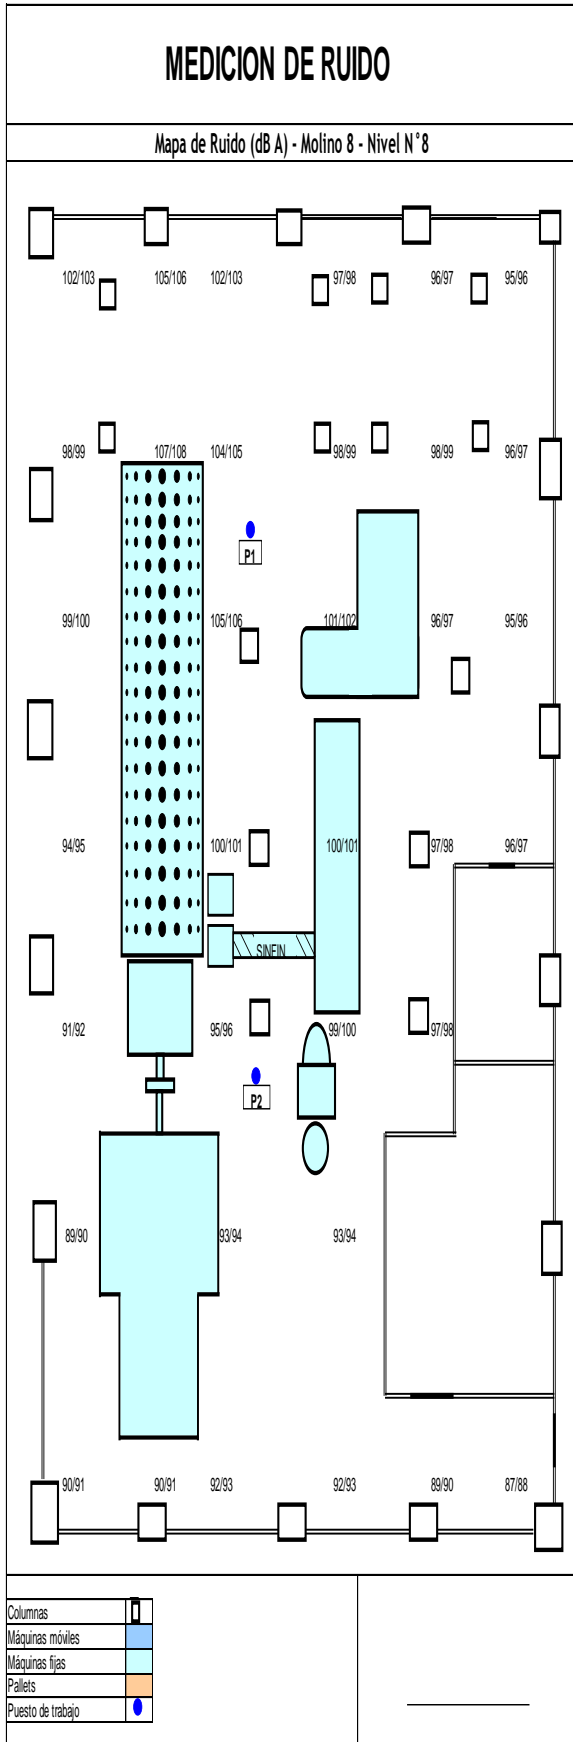 MEDICION DE RUIDO
Mapa de Ruido (dB A) - Molino 8 - Nivel N°8
102/103 105/106 102/103 97/98 96/97 95/96
98/99 107/108 104/105 98/99 98/99 96/97
P1
99/100 105/106 101/102 96/97 95/96
94/95 100/101 100/101 97/98 96/97
SINFIN
91/92 95/96 99/100 97/98
P2
89/90 93/94 93/94
90/91 90/91 92/93 92/93 89/90 87/88
Columnas
Máquinas móviles
Máquinas fijas
Pallets
Puesto de trabajo